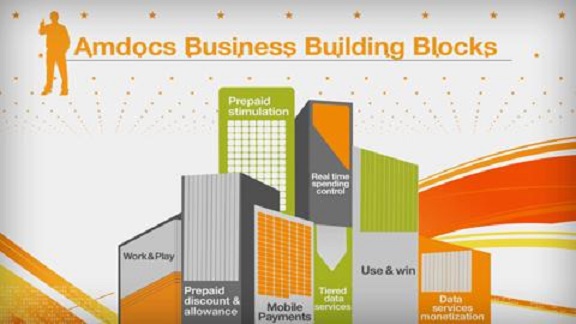 Amdocs Business Building Blocks
Prepaid
stimulation
Real time
spending
control
Work & Play
Prepaid
discount &
allowance
Mobile
Payments
Tiered
data
services
Use & win
Data
services
monetization